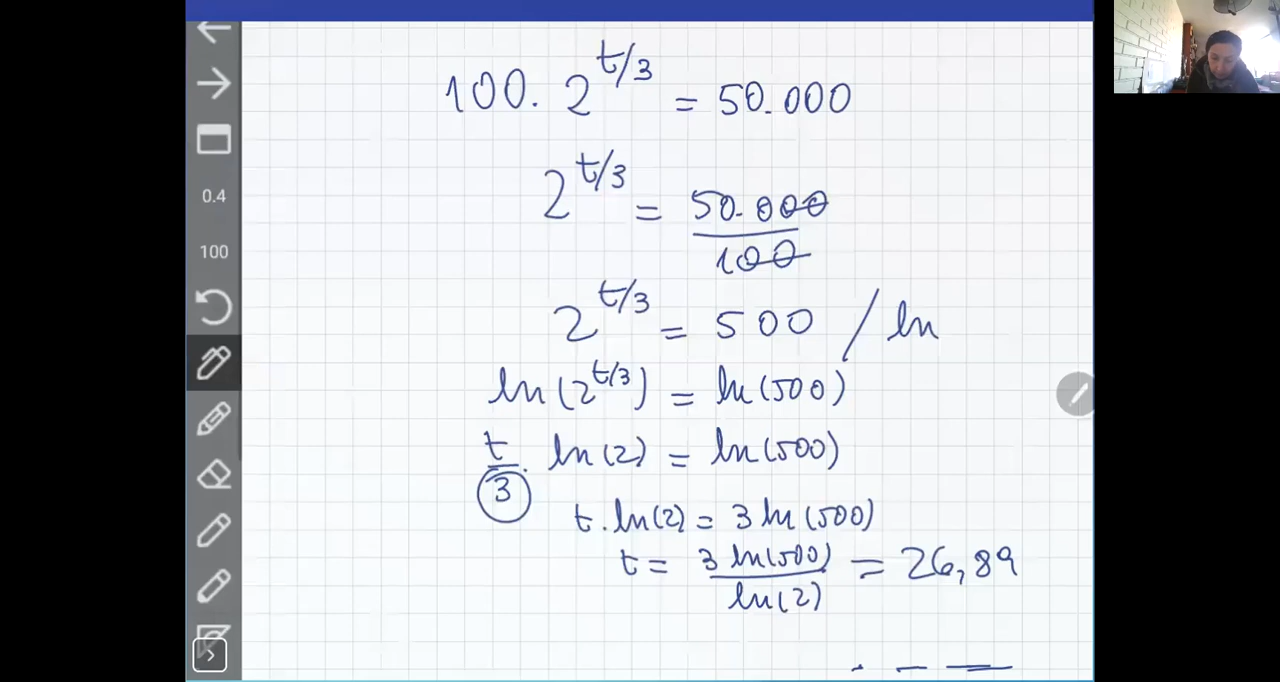 100. 2^t/3 = 50.000
2^t/3 = 50.000/100
2^t/3 = 500 / ln
ln(2^t/3) = ln(500)
t/3 . ln(2) = ln(500)
t. ln(2) = 3 ln(500)
t = 3 ln(500)/ln(2) = 26,89
0.4
100